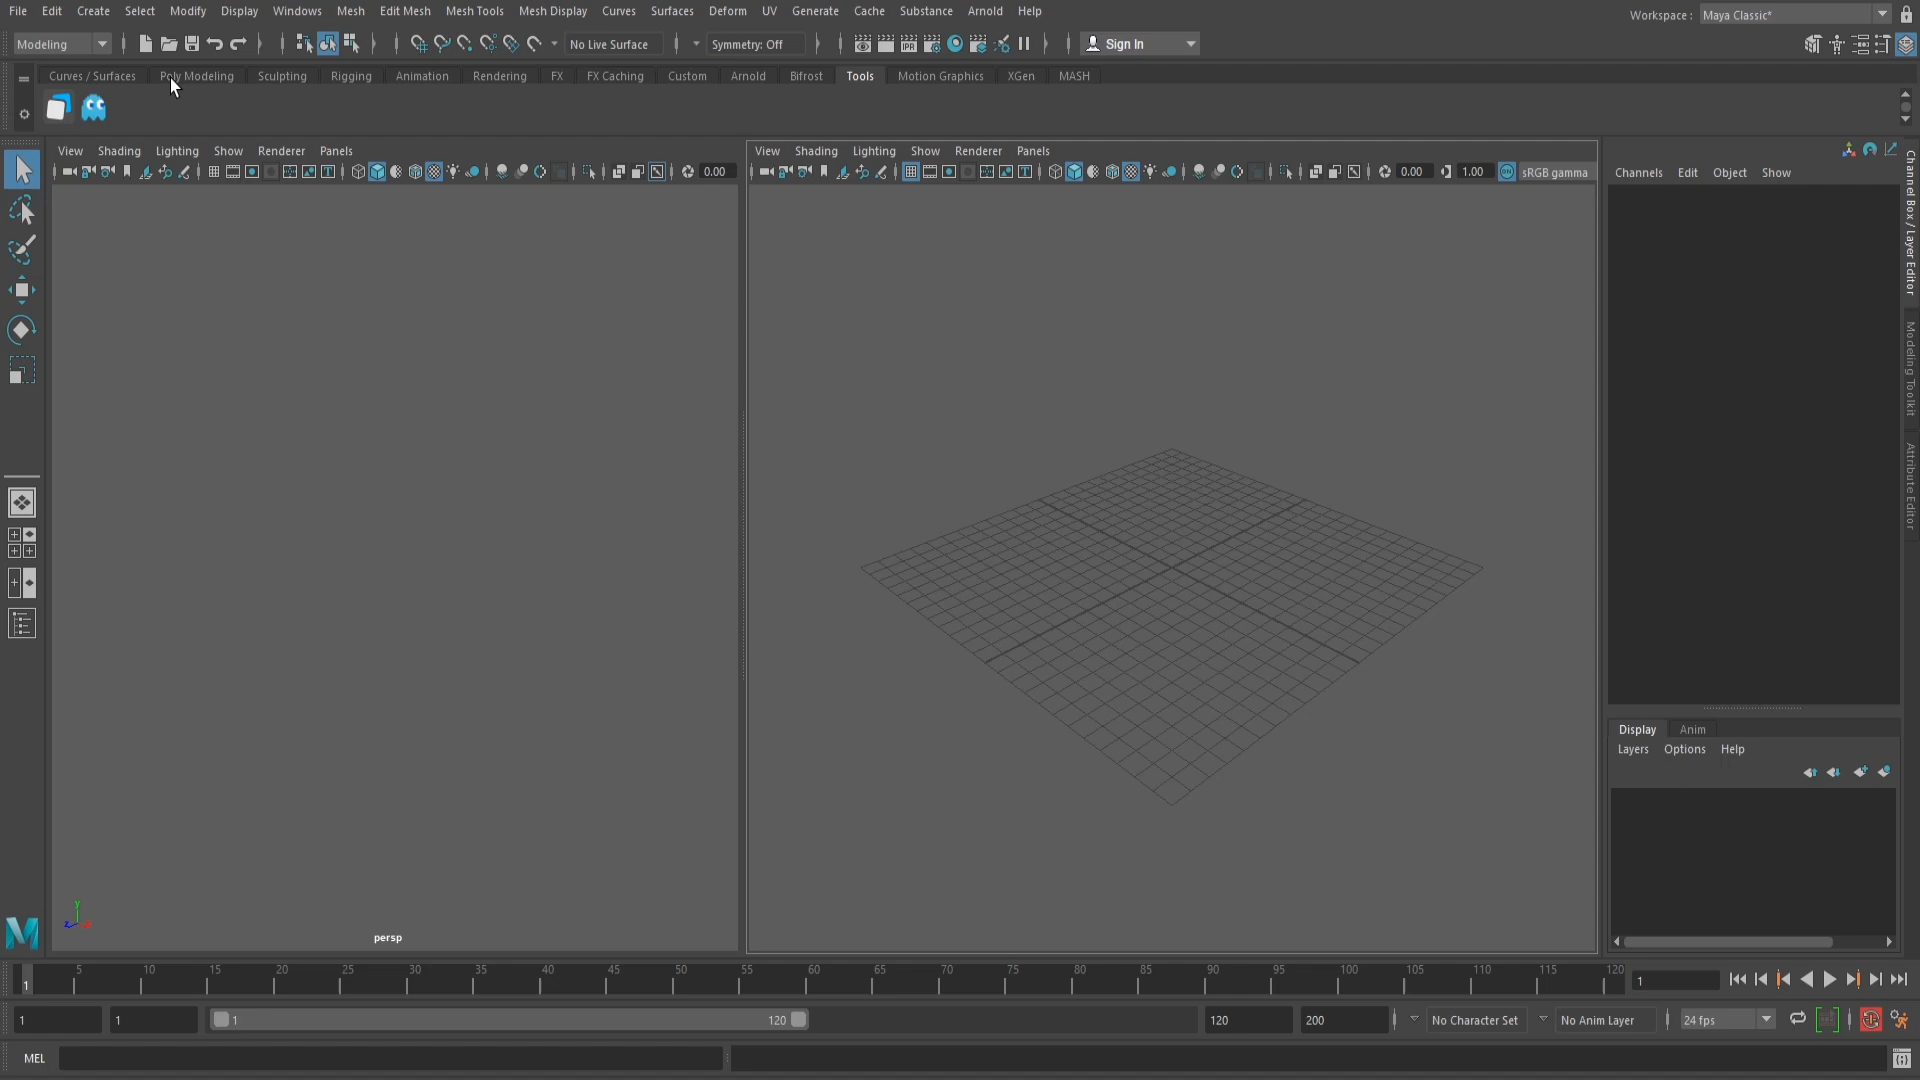 File Edit Create Select Modify Display Windows Mesh Edit Mesh Mesh Tools Mesh Display Curves Surfaces Deform UV Generate Cache Substance Arnold Help
Workspace : Maya Classic*
Modeling No Live Surface Symmetry: Off Sign In
Curves / Surfaces Poly Modeling Sculpting Rigging Animation Rendering FX FX Caching Custom Arnold Bifrost Tools Motion Graphics XGen MASH
View Shading Lighting Show Renderer Panels
0.00
View Shading Lighting Show Renderer Panels
0.00 1.00 ON sRGB gamma
Channels Edit Object Show
Channel Box / Layer Editor
Modeling Toolkit
Attribute Editor
Display Anim
Layers Options Help
y
z x
persp
5 10 15 20 25 30 35 40 45 50 55 60 65 70 75 80 85 90 95 100 105 110 115 120
1 1
1 1 1 120 120 200 No Character Set No Anim Layer 24 fps
MEL